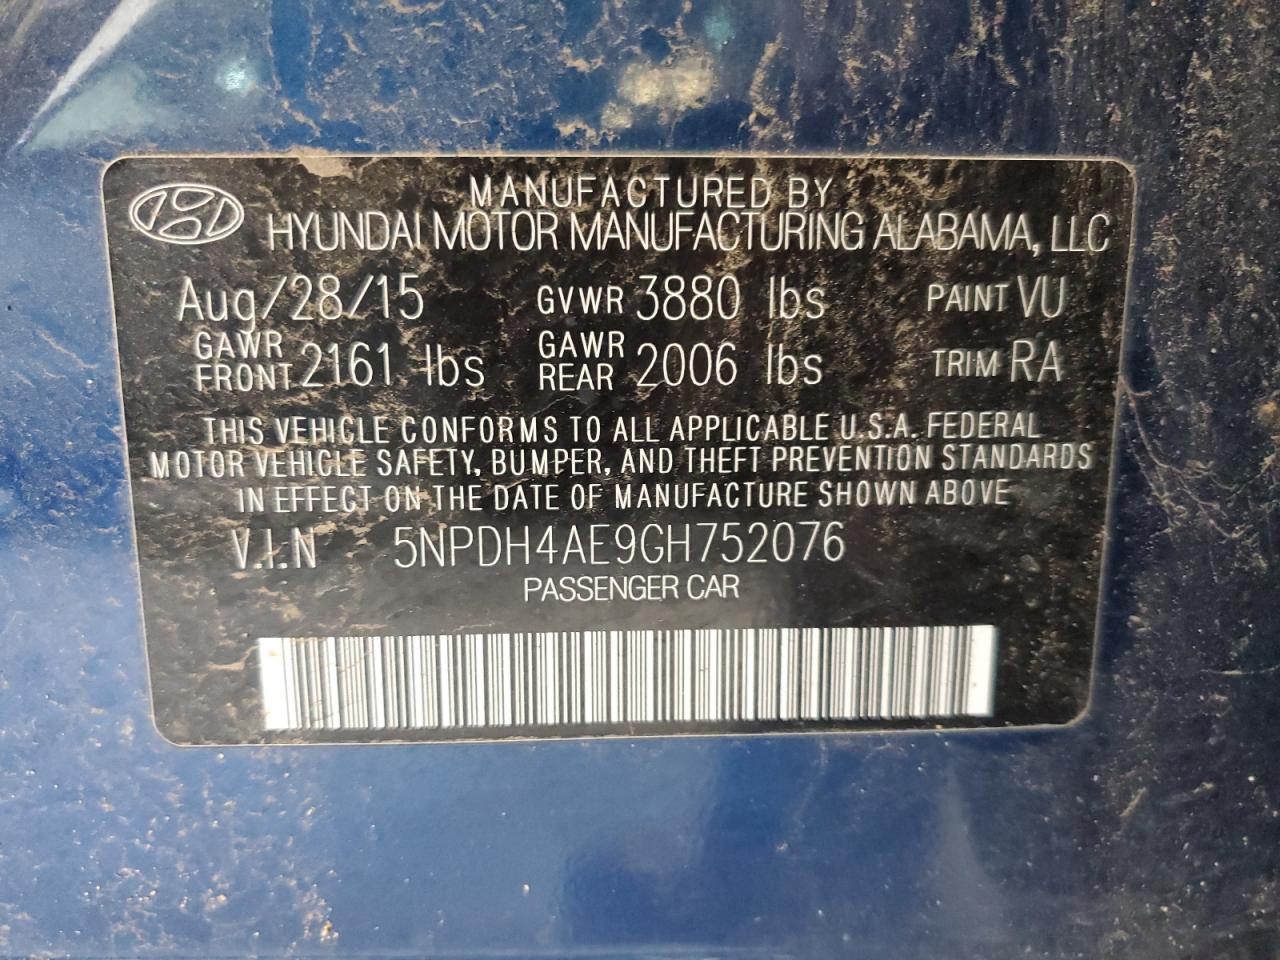 MANUFACTURED BY
HYUNDAI MOTOR MANUFACTURING ALABAMA, LLC
Aug/28/15 GVWR 3880 lbs PAINT VU
GAWR FRONT 2161 lbs GAWR REAR 2006 lbs TRIM RA
THIS VEHICLE CONFORMS TO ALL APPLICABLE U.S.A. FEDERAL
MOTOR VEHICLE SAFETY, BUMPER, AND THEFT PREVENTION STANDARDS
IN EFFECT ON THE DATE OF MANUFACTURE SHOWN ABOVE
V.I.N 5NPDH4AE9GH752076
PASSENGER CAR